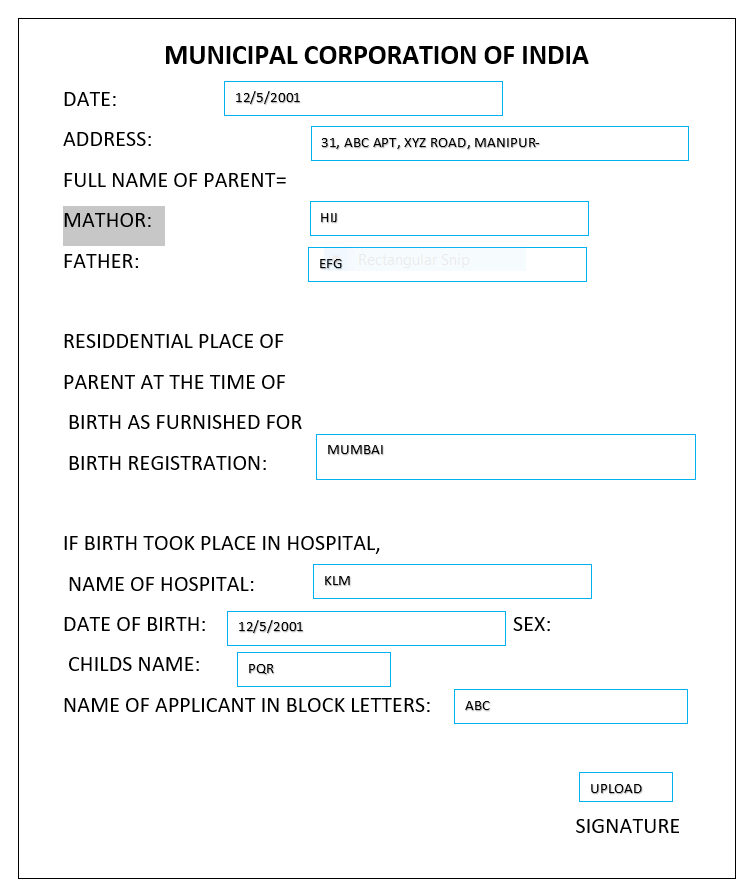 MUNICIPAL CORPORATION OF INDIA
DATE: 12/5/2001
ADDRESS: 31, ABC APT, XYZ ROAD, MANIPUR-
FULL NAME OF PARENT=
MATHOR: HIJ
FATHER: EFG Rectangular Snip
RESIDDENTIAL PLACE OF
PARENT AT THE TIME OF
BIRTH AS FURNISHED FOR
BIRTH REGISTRATION: MUMBAI
IF BIRTH TOOK PLACE IN HOSPITAL,
NAME OF HOSPITAL: KLM
DATE OF BIRTH: 12/5/2001 SEX:
CHILDS NAME: PQR
NAME OF APPLICANT IN BLOCK LETTERS: ABC
UPLOAD
SIGNATURE